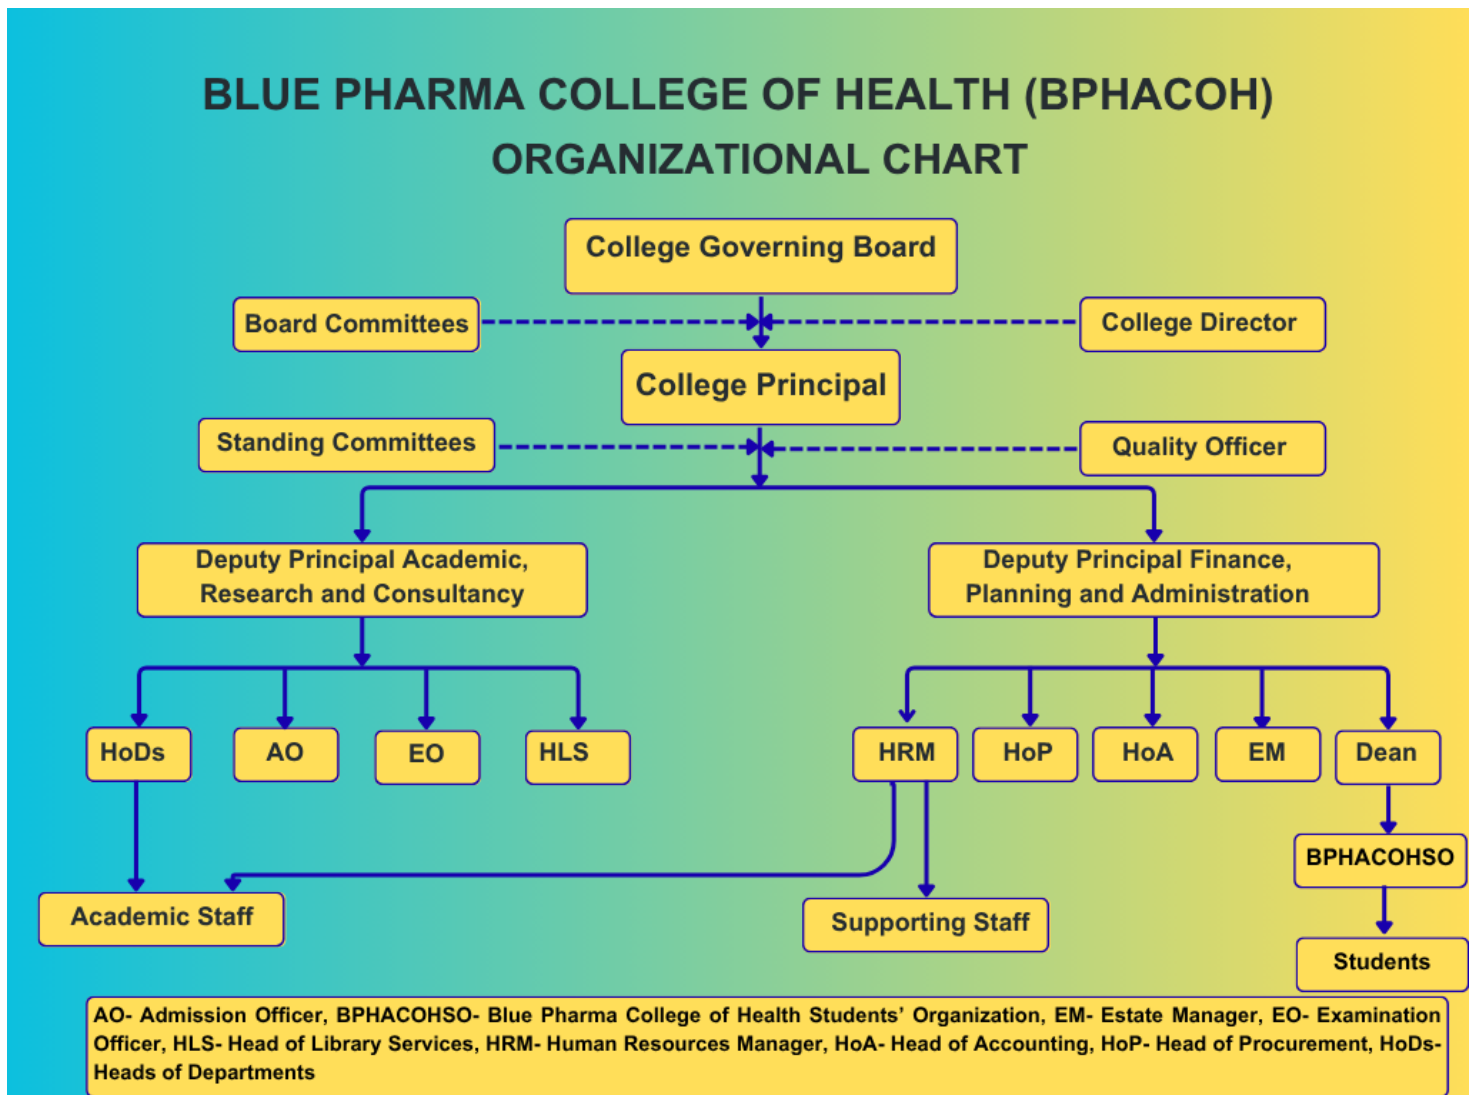 BLUE PHARMA COLLEGE OF HEALTH (BPHACOH)
ORGANIZATIONAL CHART
College Governing Board
Board Committees
College Director
College Principal
Standing Committees
Quality Officer
Deputy Principal Academic,
Research and Consultancy
Deputy Principal Finance,
Planning and Administration
HoDs
AO
EO
HLS
HRM
HoP
HoA
EM
Dean
BPHACOHSO
Academic Staff
Supporting Staff
Students
AO- Admission Officer, BPHACOHSO- Blue Pharma College of Health Students' Organization, EM- Estate Manager, EO- Examination
Officer, HLS- Head of Library Services, HRM- Human Resources Manager, HoA- Head of Accounting, HoP- Head of Procurement, HoDs-
Heads of Departments